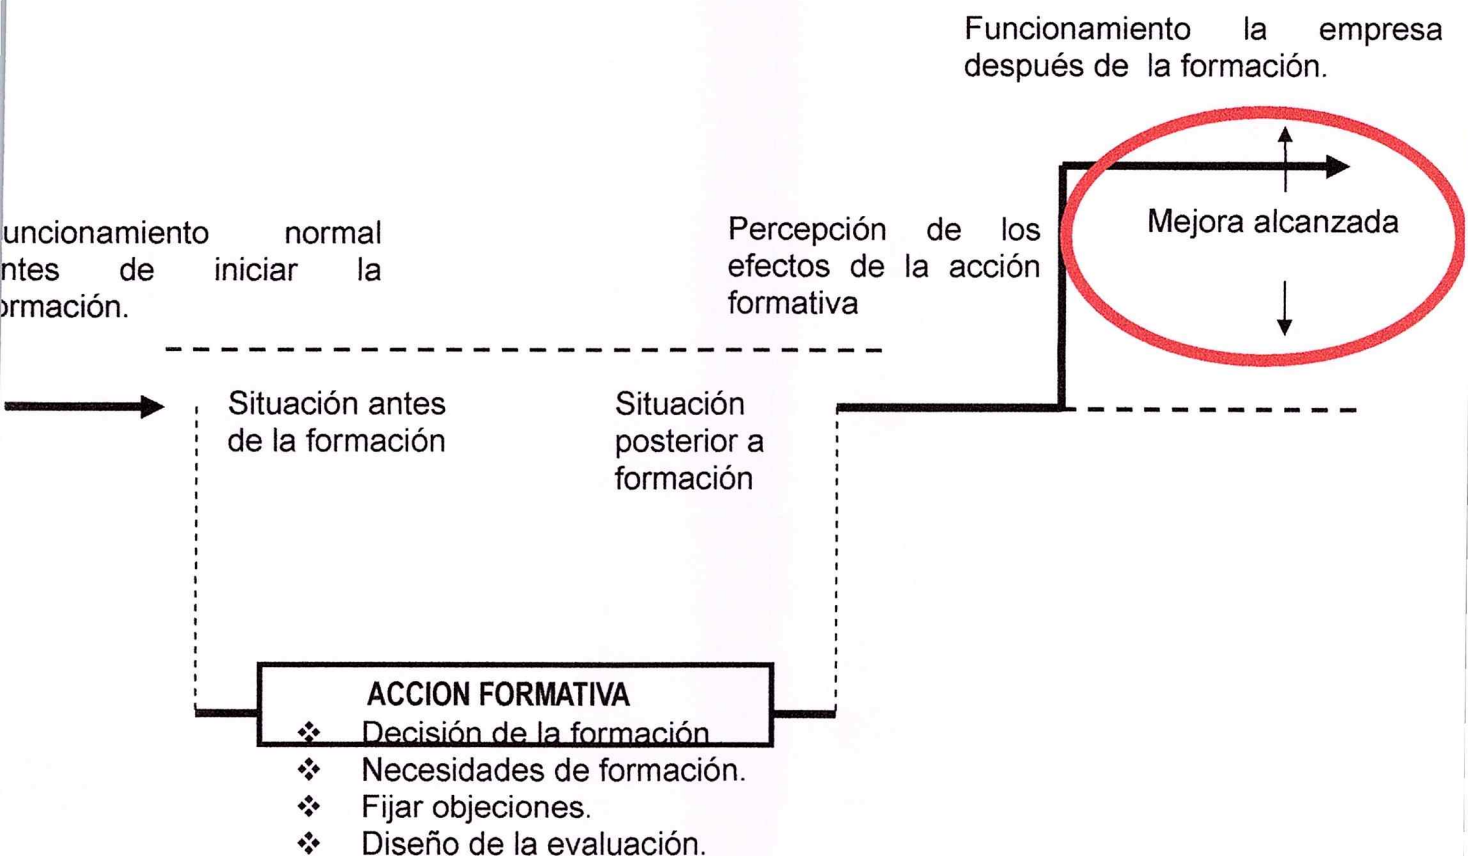 Funcionamiento la empresa
después de la formación.
uncionamiento normal
ntes de iniciar la
ormación.
Percepción de los
efectos de la acción
formativa
Mejora alcanzada
Situación antes
de la formación
Situación
posterior a
formación
ACCION FORMATIVA
❖ Decisión de la formación
❖ Necesidades de formación.
❖ Fijar objeciones.
❖ Diseño de la evaluación.